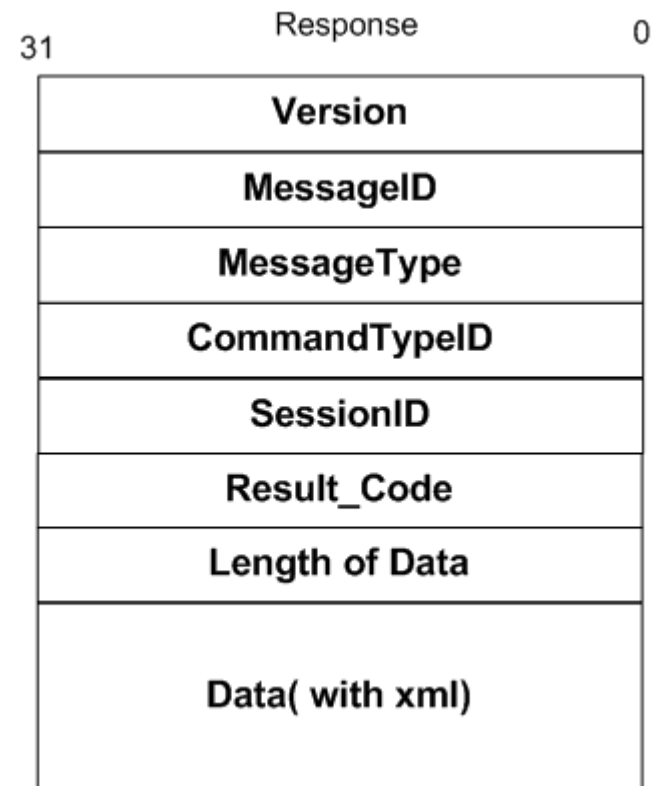 Response
31 0
Version
MessageID
MessageType
CommandTypeID
SessionID
Result_Code
Length of Data
Data( with xml)